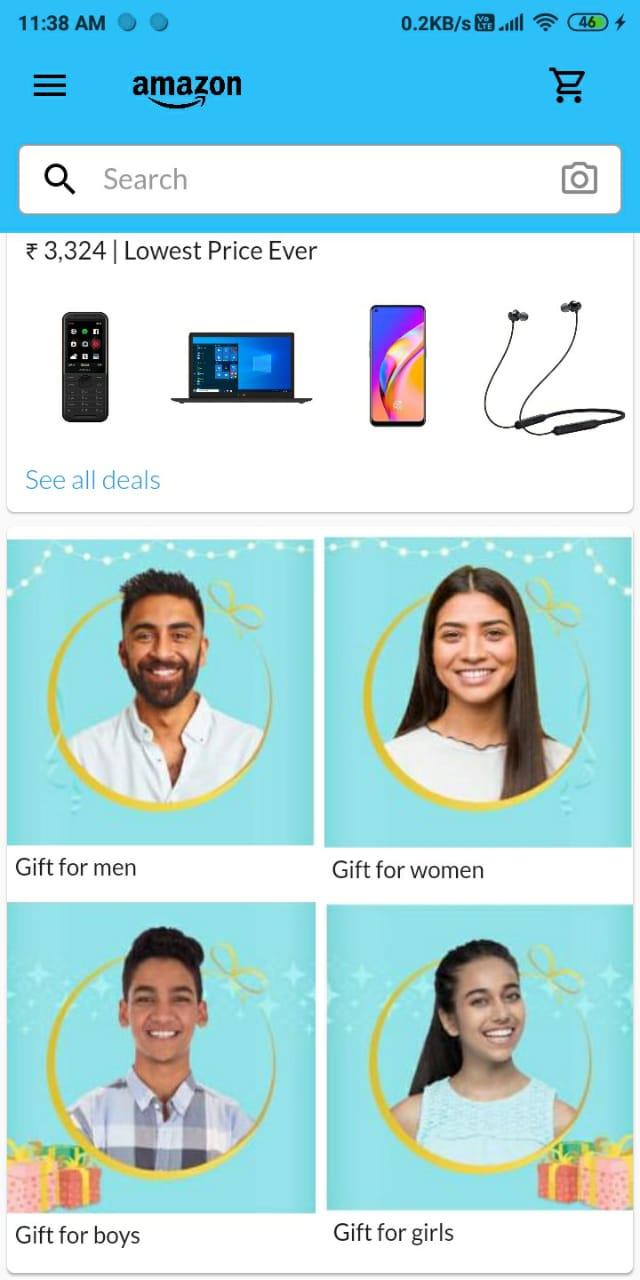 11:38 AM
0.2KB/s Vo LTE 46
amazon
Search
₹ 3,324 | Lowest Price Ever
See all deals
Gift for men
Gift for women
Gift for boys
Gift for girls